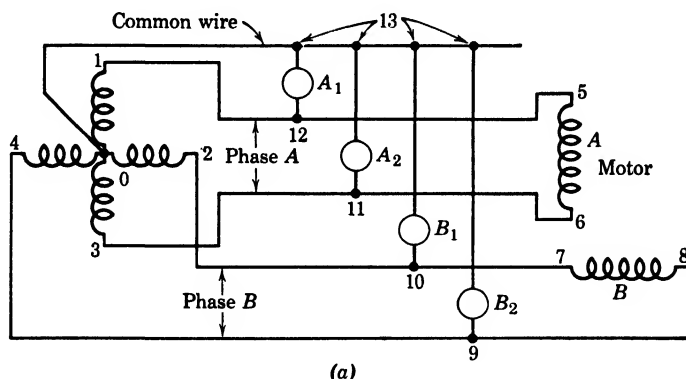 Common wire 13
1 A₁ 5
12
4 2 Phase A A₂ A Motor
0
11 6
3 B₁ 7 8
10 B
Phase B B₂
9
(a)